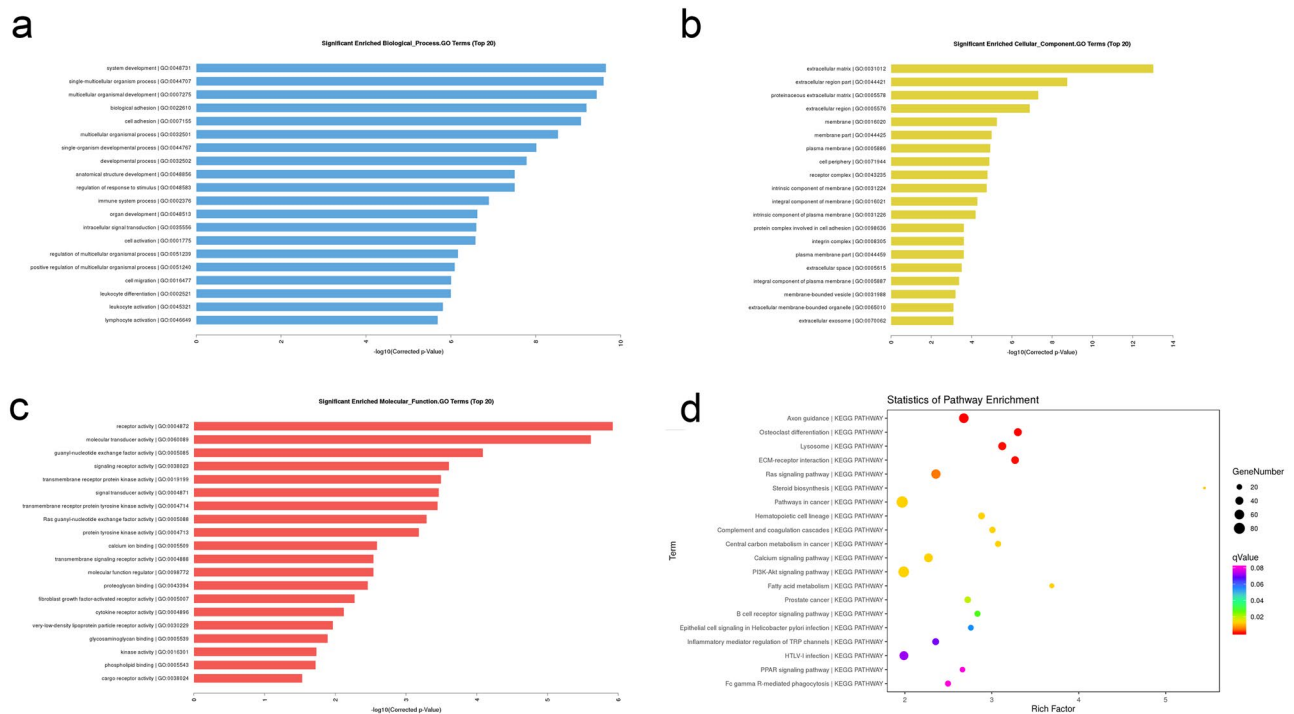 a
Significant Enriched Biological_Process.GO Terms (Top 20)
system development | GO:0048731
single-multicellular organism process | GO:0044707
multicellular organismal development | GO:0007275
biological adhesion | GO:0022610
cell adhesion | GO:0007155
multicellular organismal process | GO:0032501
single-organism developmental process | GO:0044767
developmental process | GO:0032502
anatomical structure development | GO:0048856
regulation of response to stimulus | GO:0048583
immune system process | GO:0002376
organ development | GO:0048513
intracellular signal transduction | GO:0035556
cell activation | GO:0001775
regulation of multicellular organismal process | GO:0051239
positive regulation of multicellular organismal process | GO:0051240
cell migration | GO:0016477
leukocyte differentiation | GO:0002521
leukocyte activation | GO:0045321
lymphocyte activation | GO:0046649
0 2 4 6 8 10
-log10(Corrected p-Value)
b
Significant Enriched Cellular_Component.GO Terms (Top 20)
extracellular matrix | GO:0031012
extracellular region part | GO:0044421
proteinaceous extracellular matrix | GO:0005578
extracellular region | GO:0005576
membrane | GO:0016020
membrane part | GO:0044425
plasma membrane | GO:0005886
cell periphery | GO:0071944
receptor complex | GO:0043235
intrinsic component of membrane | GO:0031224
integral component of membrane | GO:0016021
intrinsic component of plasma membrane | GO:0031226
protein complex involved in cell adhesion | GO:0098636
integrin complex | GO:0008305
plasma membrane part | GO:0044459
extracellular space | GO:0005615
integral component of plasma membrane | GO:0005887
membrane-bounded vesicle | GO:0031988
extracellular membrane-bounded organelle | GO:0065010
extracellular exosome | GO:0070062
0 2 4 6 8 10 12 14
-log10(Corrected p-Value)
c
Significant Enriched Molecular_Function.GO Terms (Top 20)
receptor activity | GO:0004872
molecular transducer activity | GO:0060089
guanyl-nucleotide exchange factor activity | GO:0005085
signaling receptor activity | GO:0038023
transmembrane receptor protein kinase activity | GO:0019199
signal transducer activity | GO:0004871
transmembrane receptor protein tyrosine kinase activity | GO:0004714
Ras guanyl-nucleotide exchange factor activity | GO:0005088
protein tyrosine kinase activity | GO:0004713
calcium ion binding | GO:0005509
transmembrane signaling receptor activity | GO:0004888
molecular function regulator | GO:0098772
proteoglycan binding | GO:0043394
fibroblast growth factor-activated receptor activity | GO:0005007
cytokine receptor activity | GO:0004896
very-low-density lipoprotein particle receptor activity | GO:0030229
glycosaminoglycan binding | GO:0005539
kinase activity | GO:0016301
phospholipid binding | GO:0005543
cargo receptor activity | GO:0038024
0 1 2 3 4 5 6
-log10(Corrected p-Value)
d
Statistics of Pathway Enrichment
Term
Axon guidance | KEGG PATHWAY
Osteoclast differentiation | KEGG PATHWAY
Lysosome | KEGG PATHWAY
ECM-receptor interaction | KEGG PATHWAY
Ras signaling pathway | KEGG PATHWAY
Steroid biosynthesis | KEGG PATHWAY
Pathways in cancer | KEGG PATHWAY
Hematopoietic cell lineage | KEGG PATHWAY
Complement and coagulation cascades | KEGG PATHWAY
Central carbon metabolism in cancer | KEGG PATHWAY
Calcium signaling pathway | KEGG PATHWAY
PI3K-Akt signaling pathway | KEGG PATHWAY
Fatty acid metabolism | KEGG PATHWAY
Prostate cancer | KEGG PATHWAY
B cell receptor signaling pathway | KEGG PATHWAY
Epithelial cell signaling in Helicobacter pylori infection | KEGG PATHWAY
Inflammatory mediator regulation of TRP channels | KEGG PATHWAY
HTLV-I infection | KEGG PATHWAY
PPAR signaling pathway | KEGG PATHWAY
Fc gamma R-mediated phagocytosis | KEGG PATHWAY
2 3 4 5
Rich Factor
GeneNumber
20
40
60
80
qValue
0.08
0.06
0.04
0.02